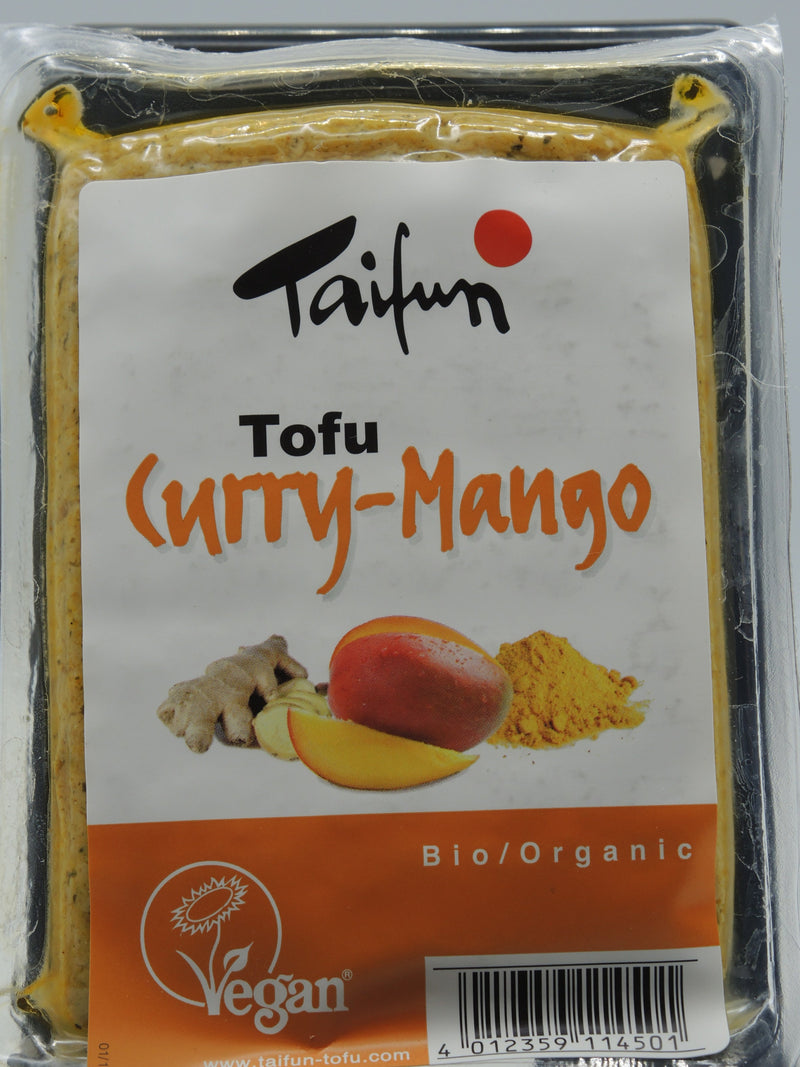 Taifun
Tofu
Curry-Mango
Bio/Organic
Vegan®
www.taifun-tofu.com
4 012359 114501